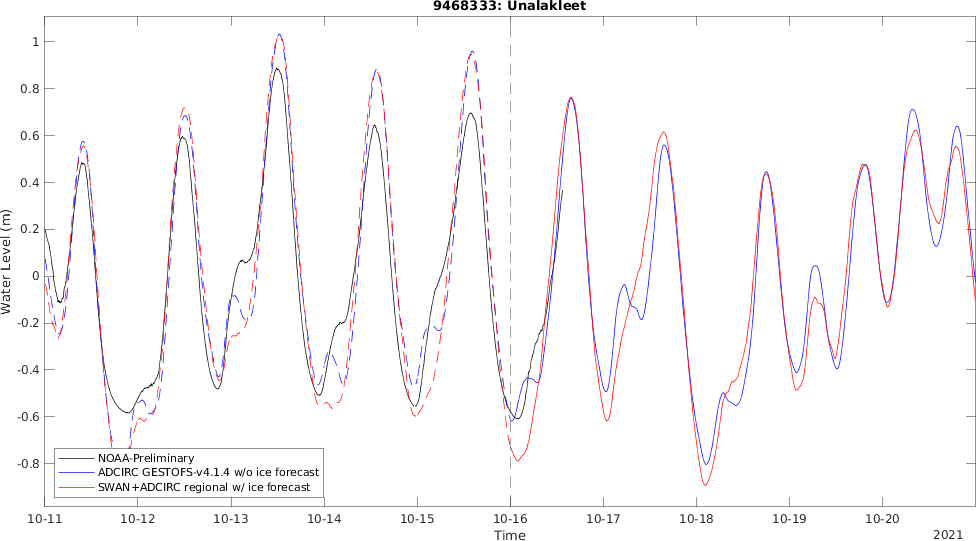 9468333: Unalakleet
1
0.8
0.6
0.4
0.2
0
-0.2
-0.4
-0.6
-0.8
Water Level (m)
NOAA-Preliminary
ADCIRC GESTOFS-v4.1.4 w/o ice forecast
SWAN+ADCIRC regional w/ ice forecast
10-11 10-12 10-13 10-14 10-15 10-16 10-17 10-18 10-19 10-20
Time
2021